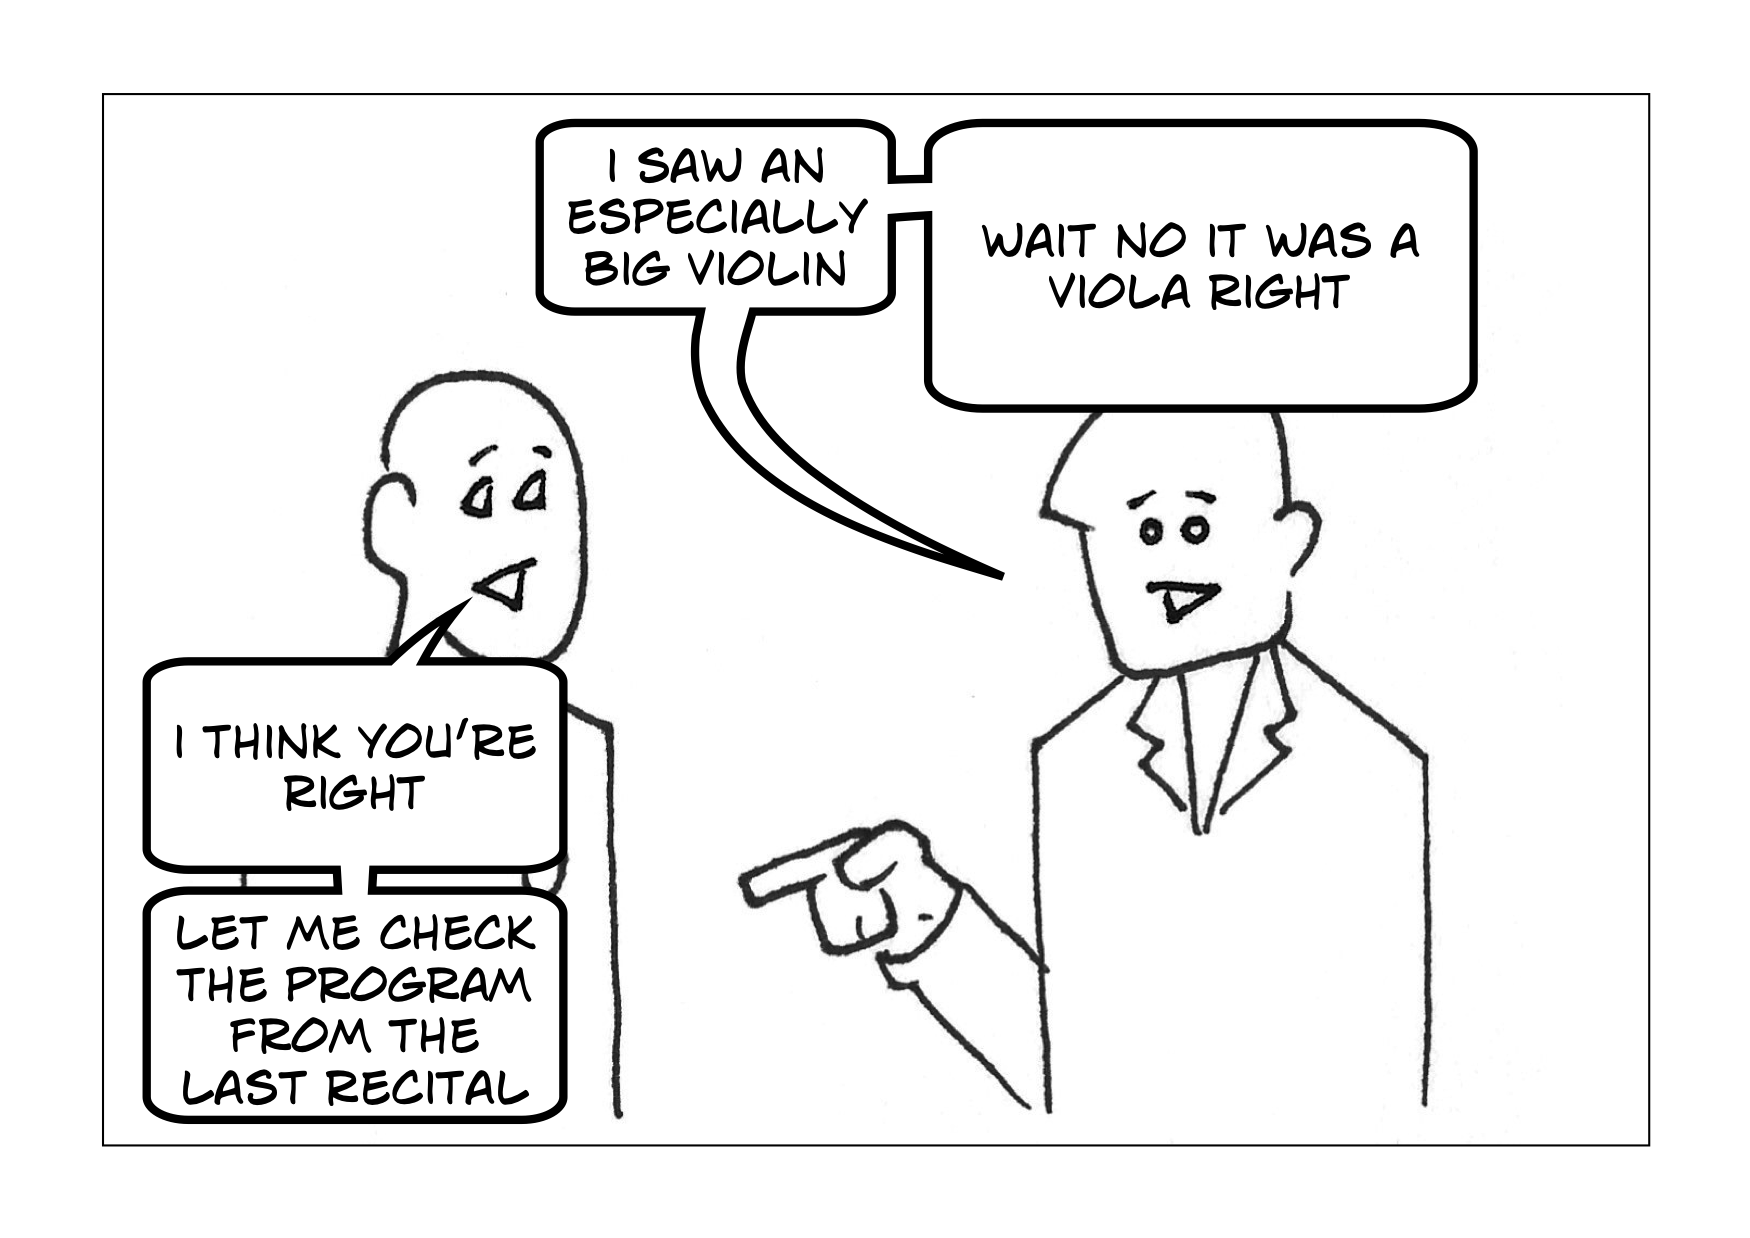 I SAW AN
ESPECIALLY
BIG VIOLIN
WAIT NO IT WAS A
VIOLA RIGHT
I THINK YOU'RE
RIGHT
LET ME CHECK
THE PROGRAM
FROM THE
LAST RECITAL